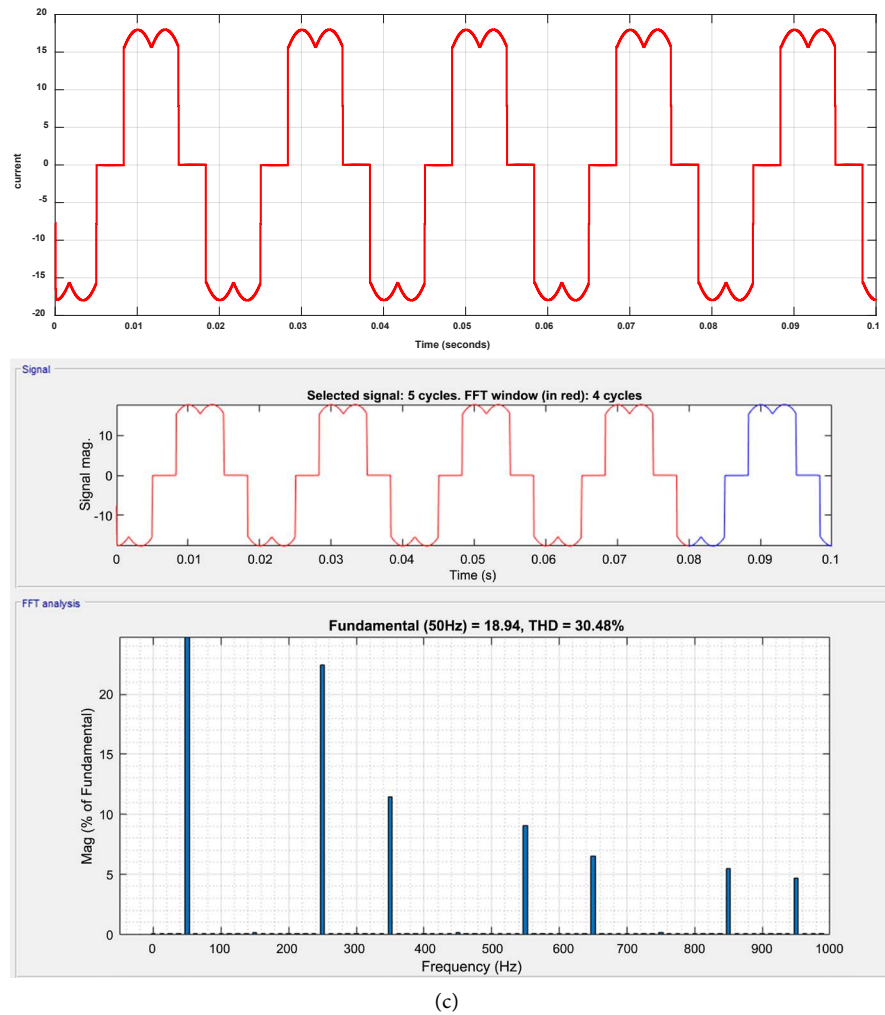 20
15
10
5
0
-5
-10
-15
-20
current
0 0.01 0.02 0.03 0.04 0.05 0.06 0.07 0.08 0.09 0.1
Time (seconds)
Signal
Selected signal: 5 cycles. FFT window (in red): 4 cycles
10
0
-10
Signal mag.
0 0.01 0.02 0.03 0.04 0.05 0.06 0.07 0.08 0.09 0.1
Time (s)
FFT analysis
Fundamental (50Hz) = 18.94, THD = 30.48%
20
15
10
5
0
Mag (% of Fundamental)
0 100 200 300 400 500 600 700 800 900 1000
Frequency (Hz)
(c)